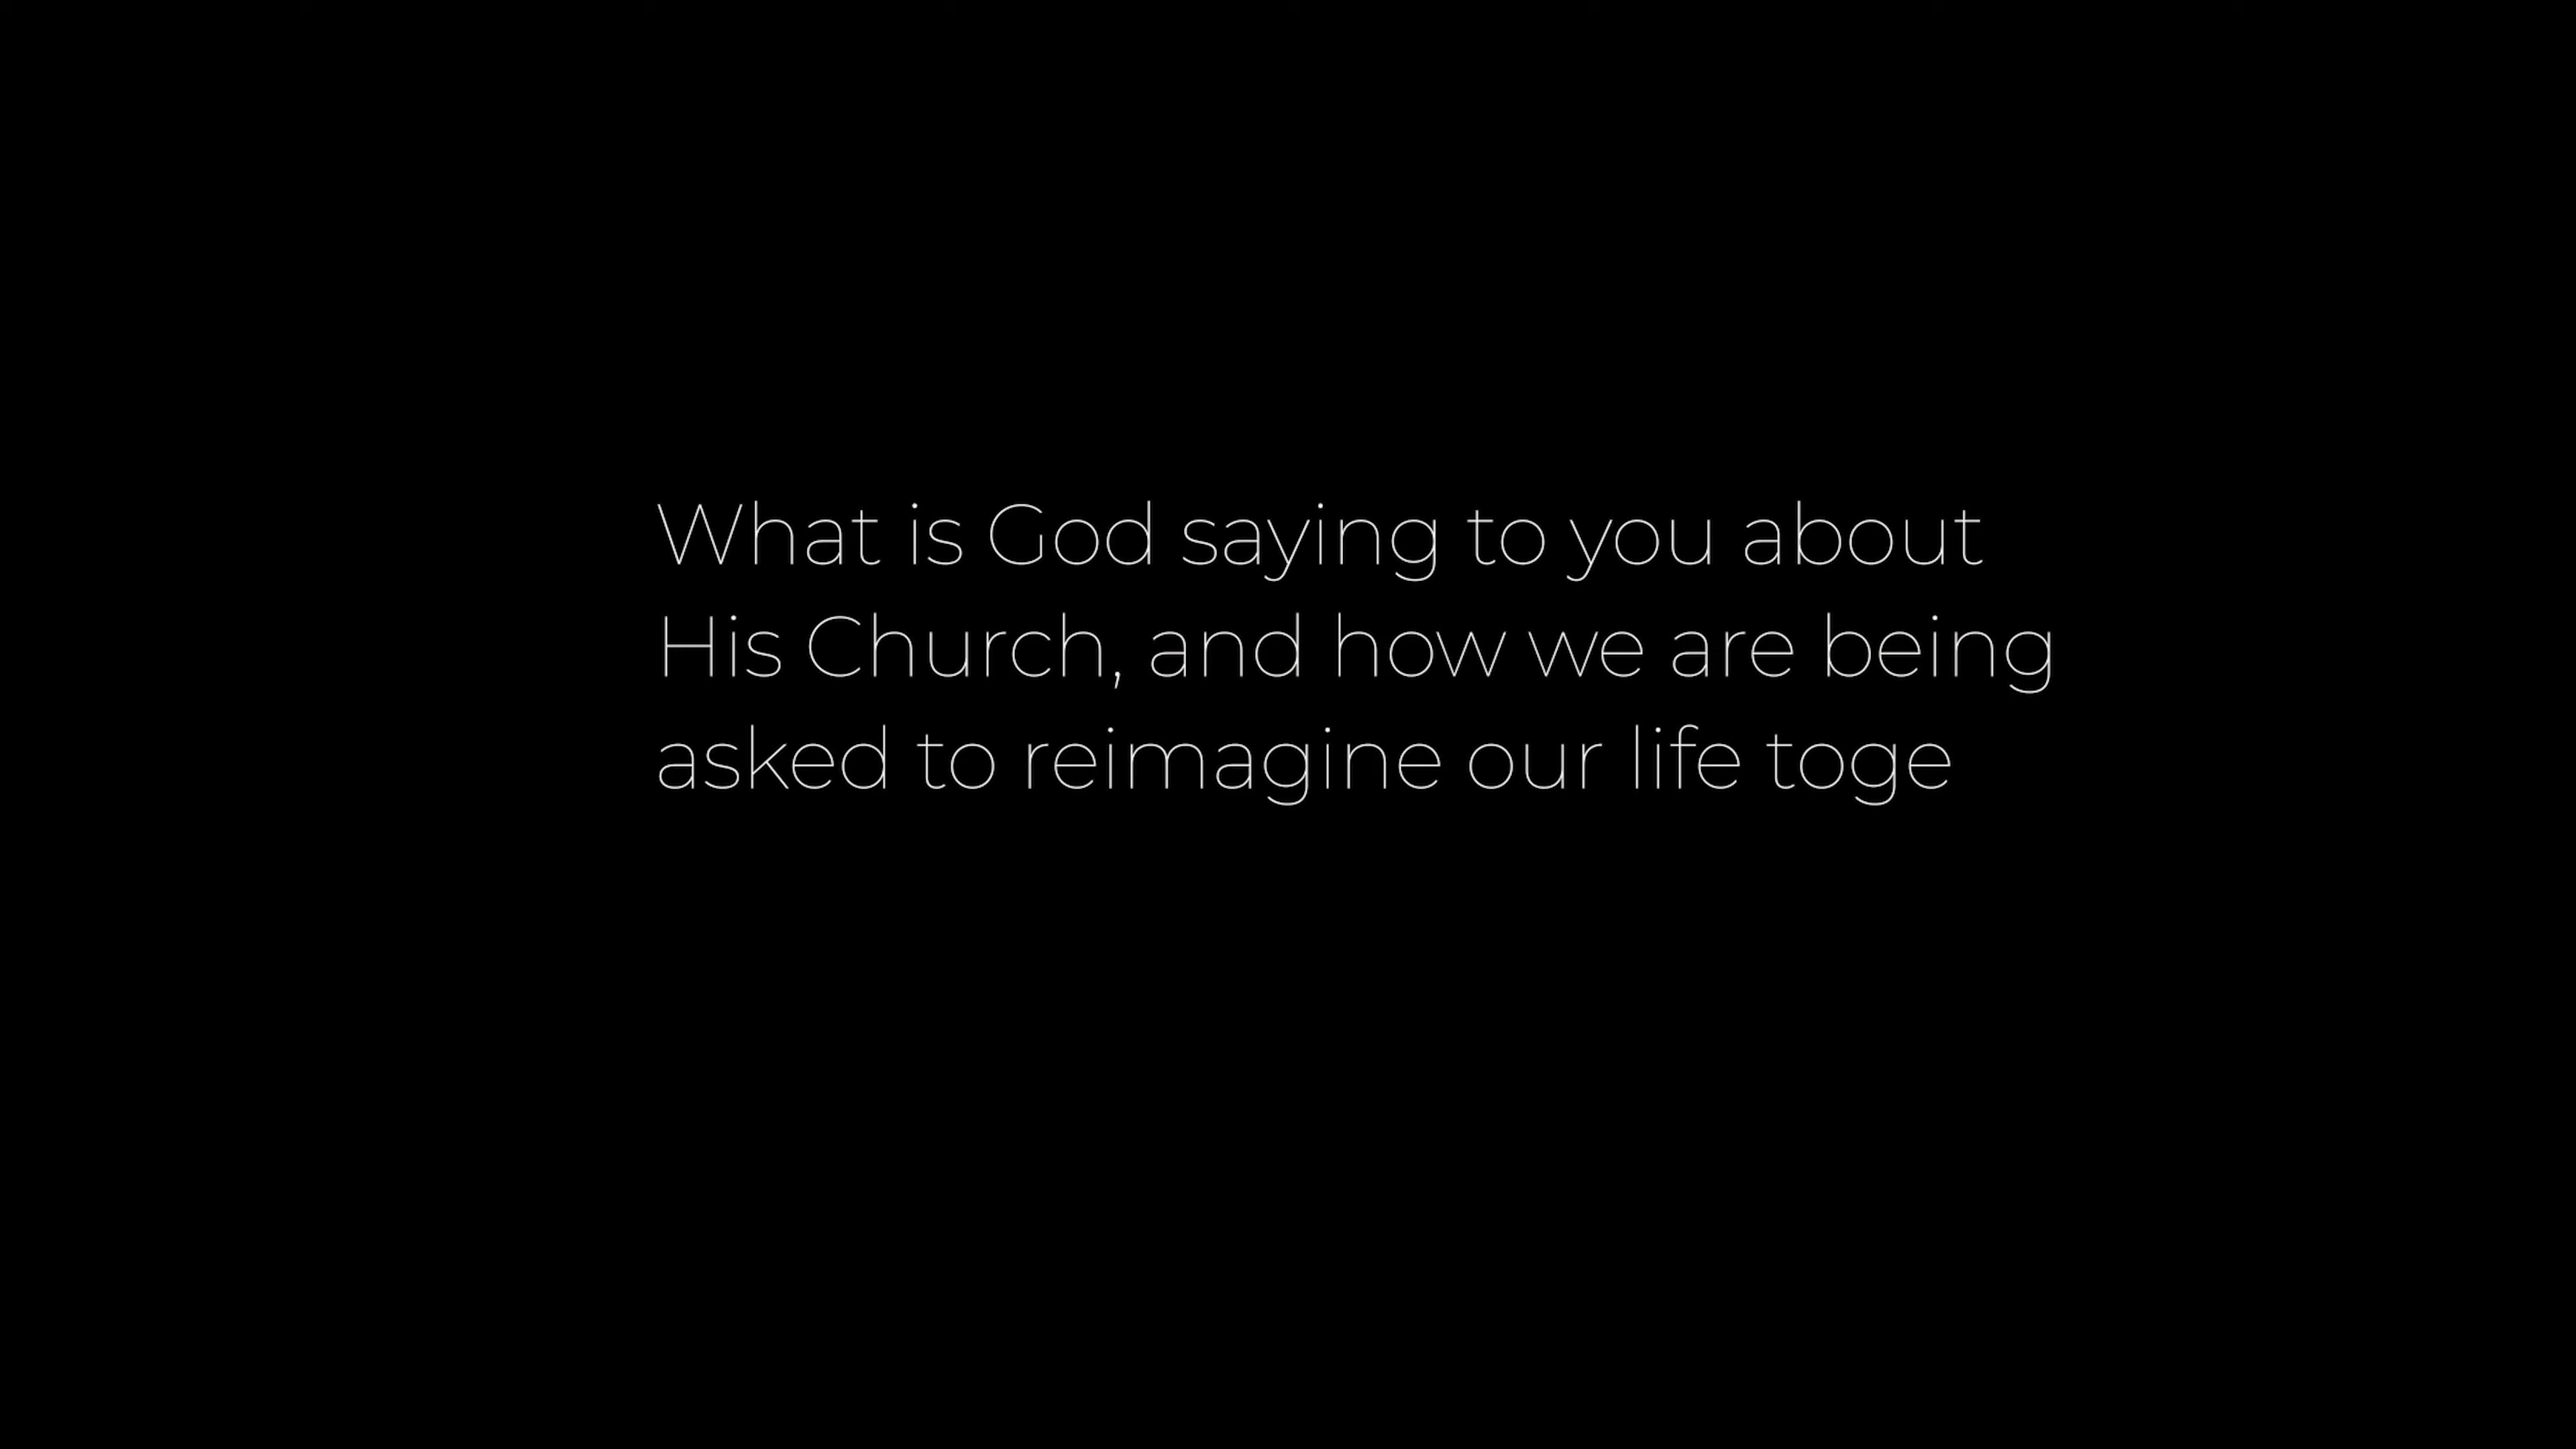 What is God saying to you about
His Church, and how we are being
asked to reimagine our life toge